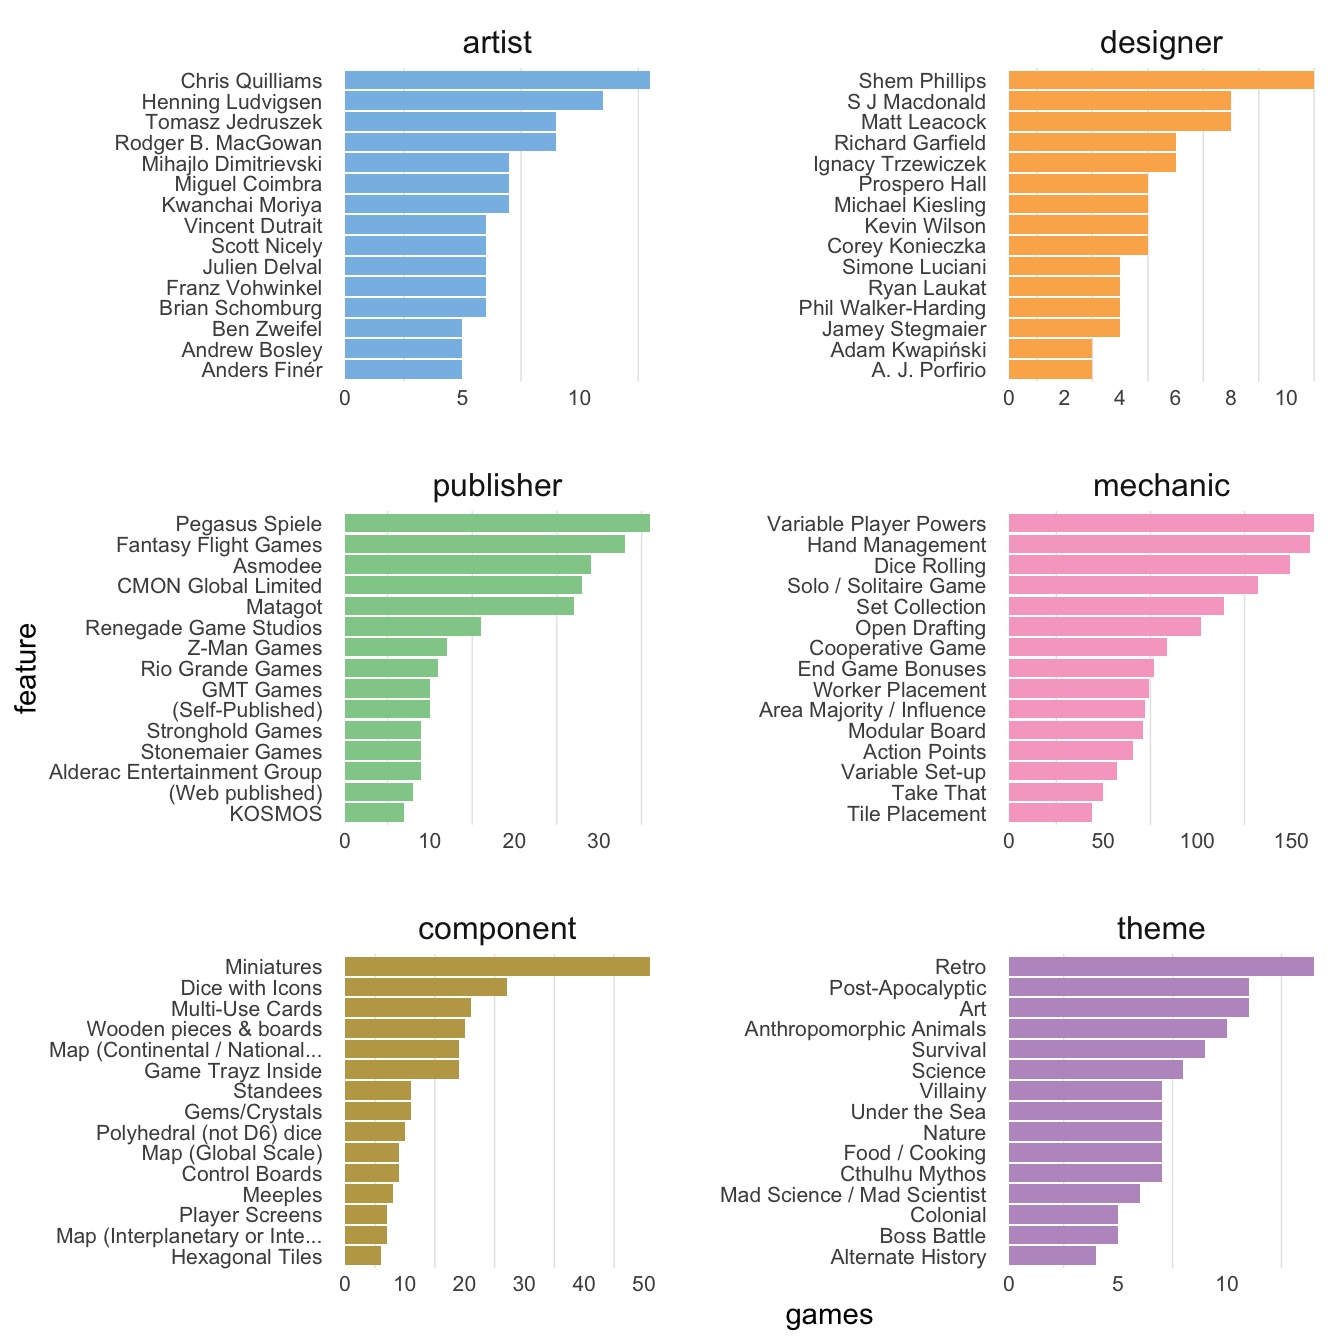 artist
Chris Quilliams
Henning Ludvigsen
Tomasz Jedruszek
Rodger B. MacGowan
Mihajlo Dimitrievski
Miguel Coimbra
Kwanchai Moriya
Vincent Dutrait
Scott Nicely
Julien Delval
Franz Vohwinkel
Brian Schomburg
Ben Zweifel
Andrew Bosley
Anders Finér
0 5 10
designer
Shem Phillips
S J Macdonald
Matt Leacock
Richard Garfield
Ignacy Trzewiczek
Prospero Hall
Michael Kiesling
Kevin Wilson
Corey Konieczka
Simone Luciani
Ryan Laukat
Phil Walker-Harding
Jamey Stegmaier
Adam Kwapiński
A. J. Porfirio
0 2 4 6 8 10
feature
publisher
Pegasus Spiele
Fantasy Flight Games
Asmodee
CMON Global Limited
Matagot
Renegade Game Studios
Z-Man Games
Rio Grande Games
GMT Games
(Self-Published)
Stronghold Games
Stonemaier Games
Alderac Entertainment Group
(Web published)
KOSMOS
0 10 20 30
mechanic
Variable Player Powers
Hand Management
Dice Rolling
Solo / Solitaire Game
Set Collection
Open Drafting
Cooperative Game
End Game Bonuses
Worker Placement
Area Majority / Influence
Modular Board
Action Points
Variable Set-up
Take That
Tile Placement
0 50 100 150
component
Miniatures
Dice with Icons
Multi-Use Cards
Wooden pieces & boards
Map (Continental / National...
Game Trayz Inside
Standees
Gems/Crystals
Polyhedral (not D6) dice
Map (Global Scale)
Control Boards
Meeples
Player Screens
Map (Interplanetary or Inte...
Hexagonal Tiles
0 10 20 30 40 50
theme
Retro
Post-Apocalyptic
Art
Anthropomorphic Animals
Survival
Science
Villainy
Under the Sea
Nature
Food / Cooking
Cthulhu Mythos
Mad Science / Mad Scientist
Colonial
Boss Battle
Alternate History
0 5 10
games